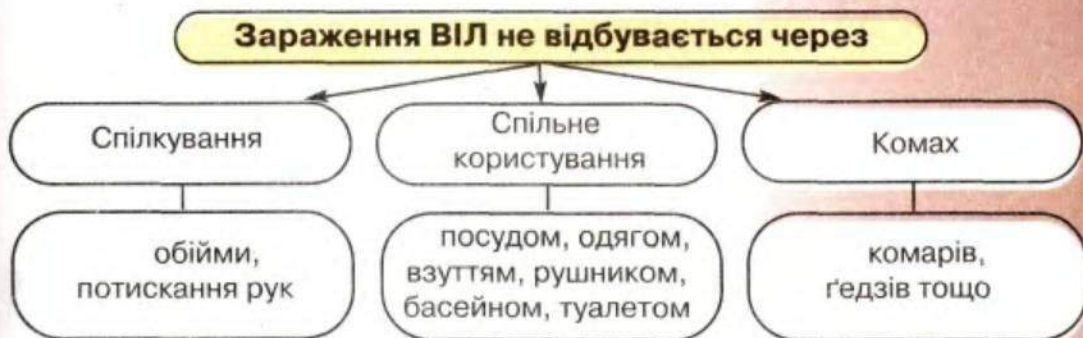 Зараження ВІЛ не відбувається через
Спілкування
Спільне
користування
Комах
обійми,
потискання рук
посудом, одягом,
взуттям, рушником,
басейном, туалетом
комарів,
ґедзів тощо